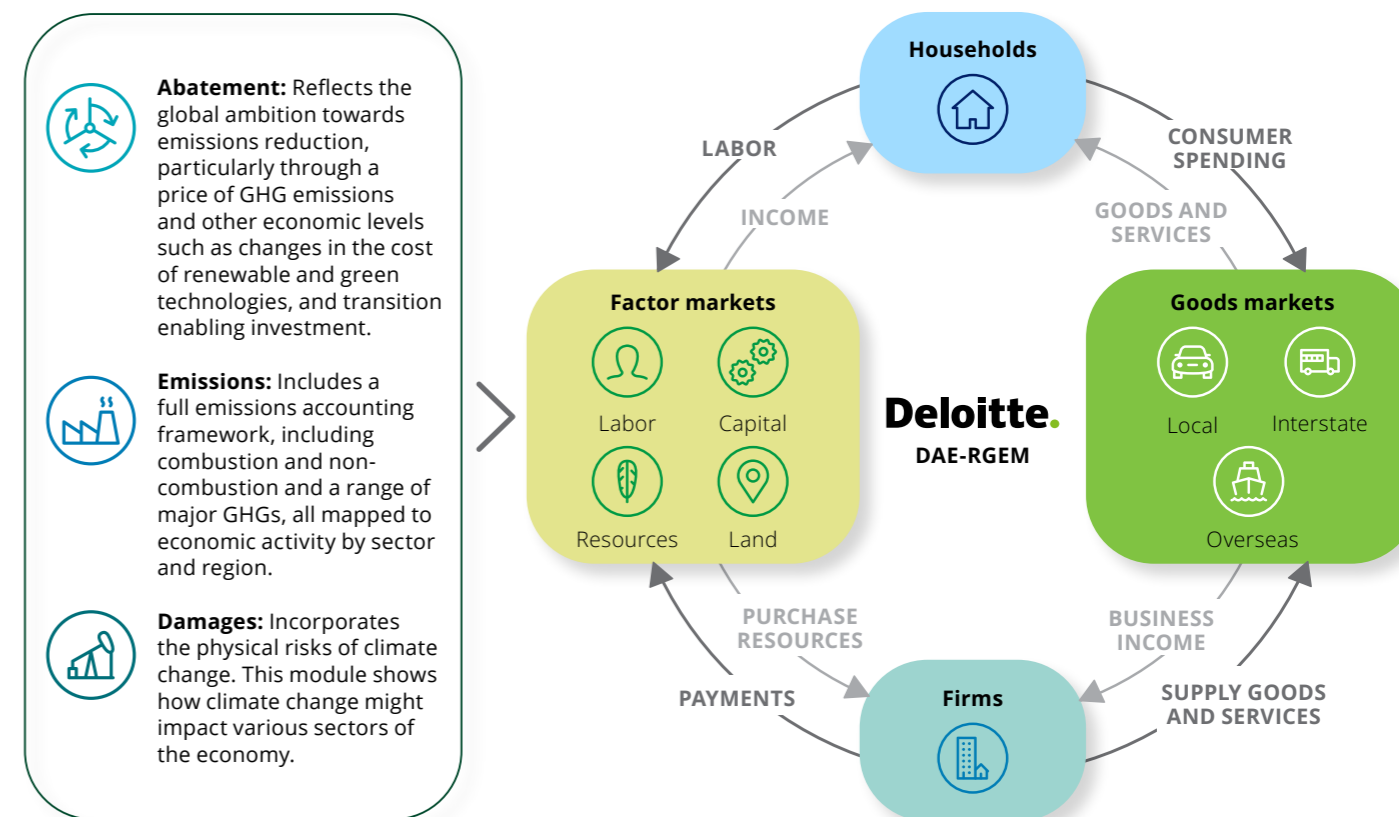 Abatement: Reflects the
global ambition towards
emissions reduction,
particularly through a
price of GHG emissions
and other economic levels
such as changes in the cost
of renewable and green
technologies, and transition
enabling investment.
Emissions: Includes a
full emissions accounting
framework, including
combustion and non-
combustion and a range of
major GHGs, all mapped to
economic activity by sector
and region.
Damages: Incorporates
the physical risks of climate
change. This module shows
how climate change might
impact various sectors of
the economy.
Households
LABOR
CONSUMER
SPENDING
INCOME
GOODS AND
SERVICES
Factor markets
Labor
Capital
Resources
Land
Deloitte.
DAE-RGEM
Goods markets
Local
Interstate
Overseas
PURCHASE
RESOURCES
BUSINESS
INCOME
PAYMENTS
Firms
SUPPLY GOODS
AND SERVICES